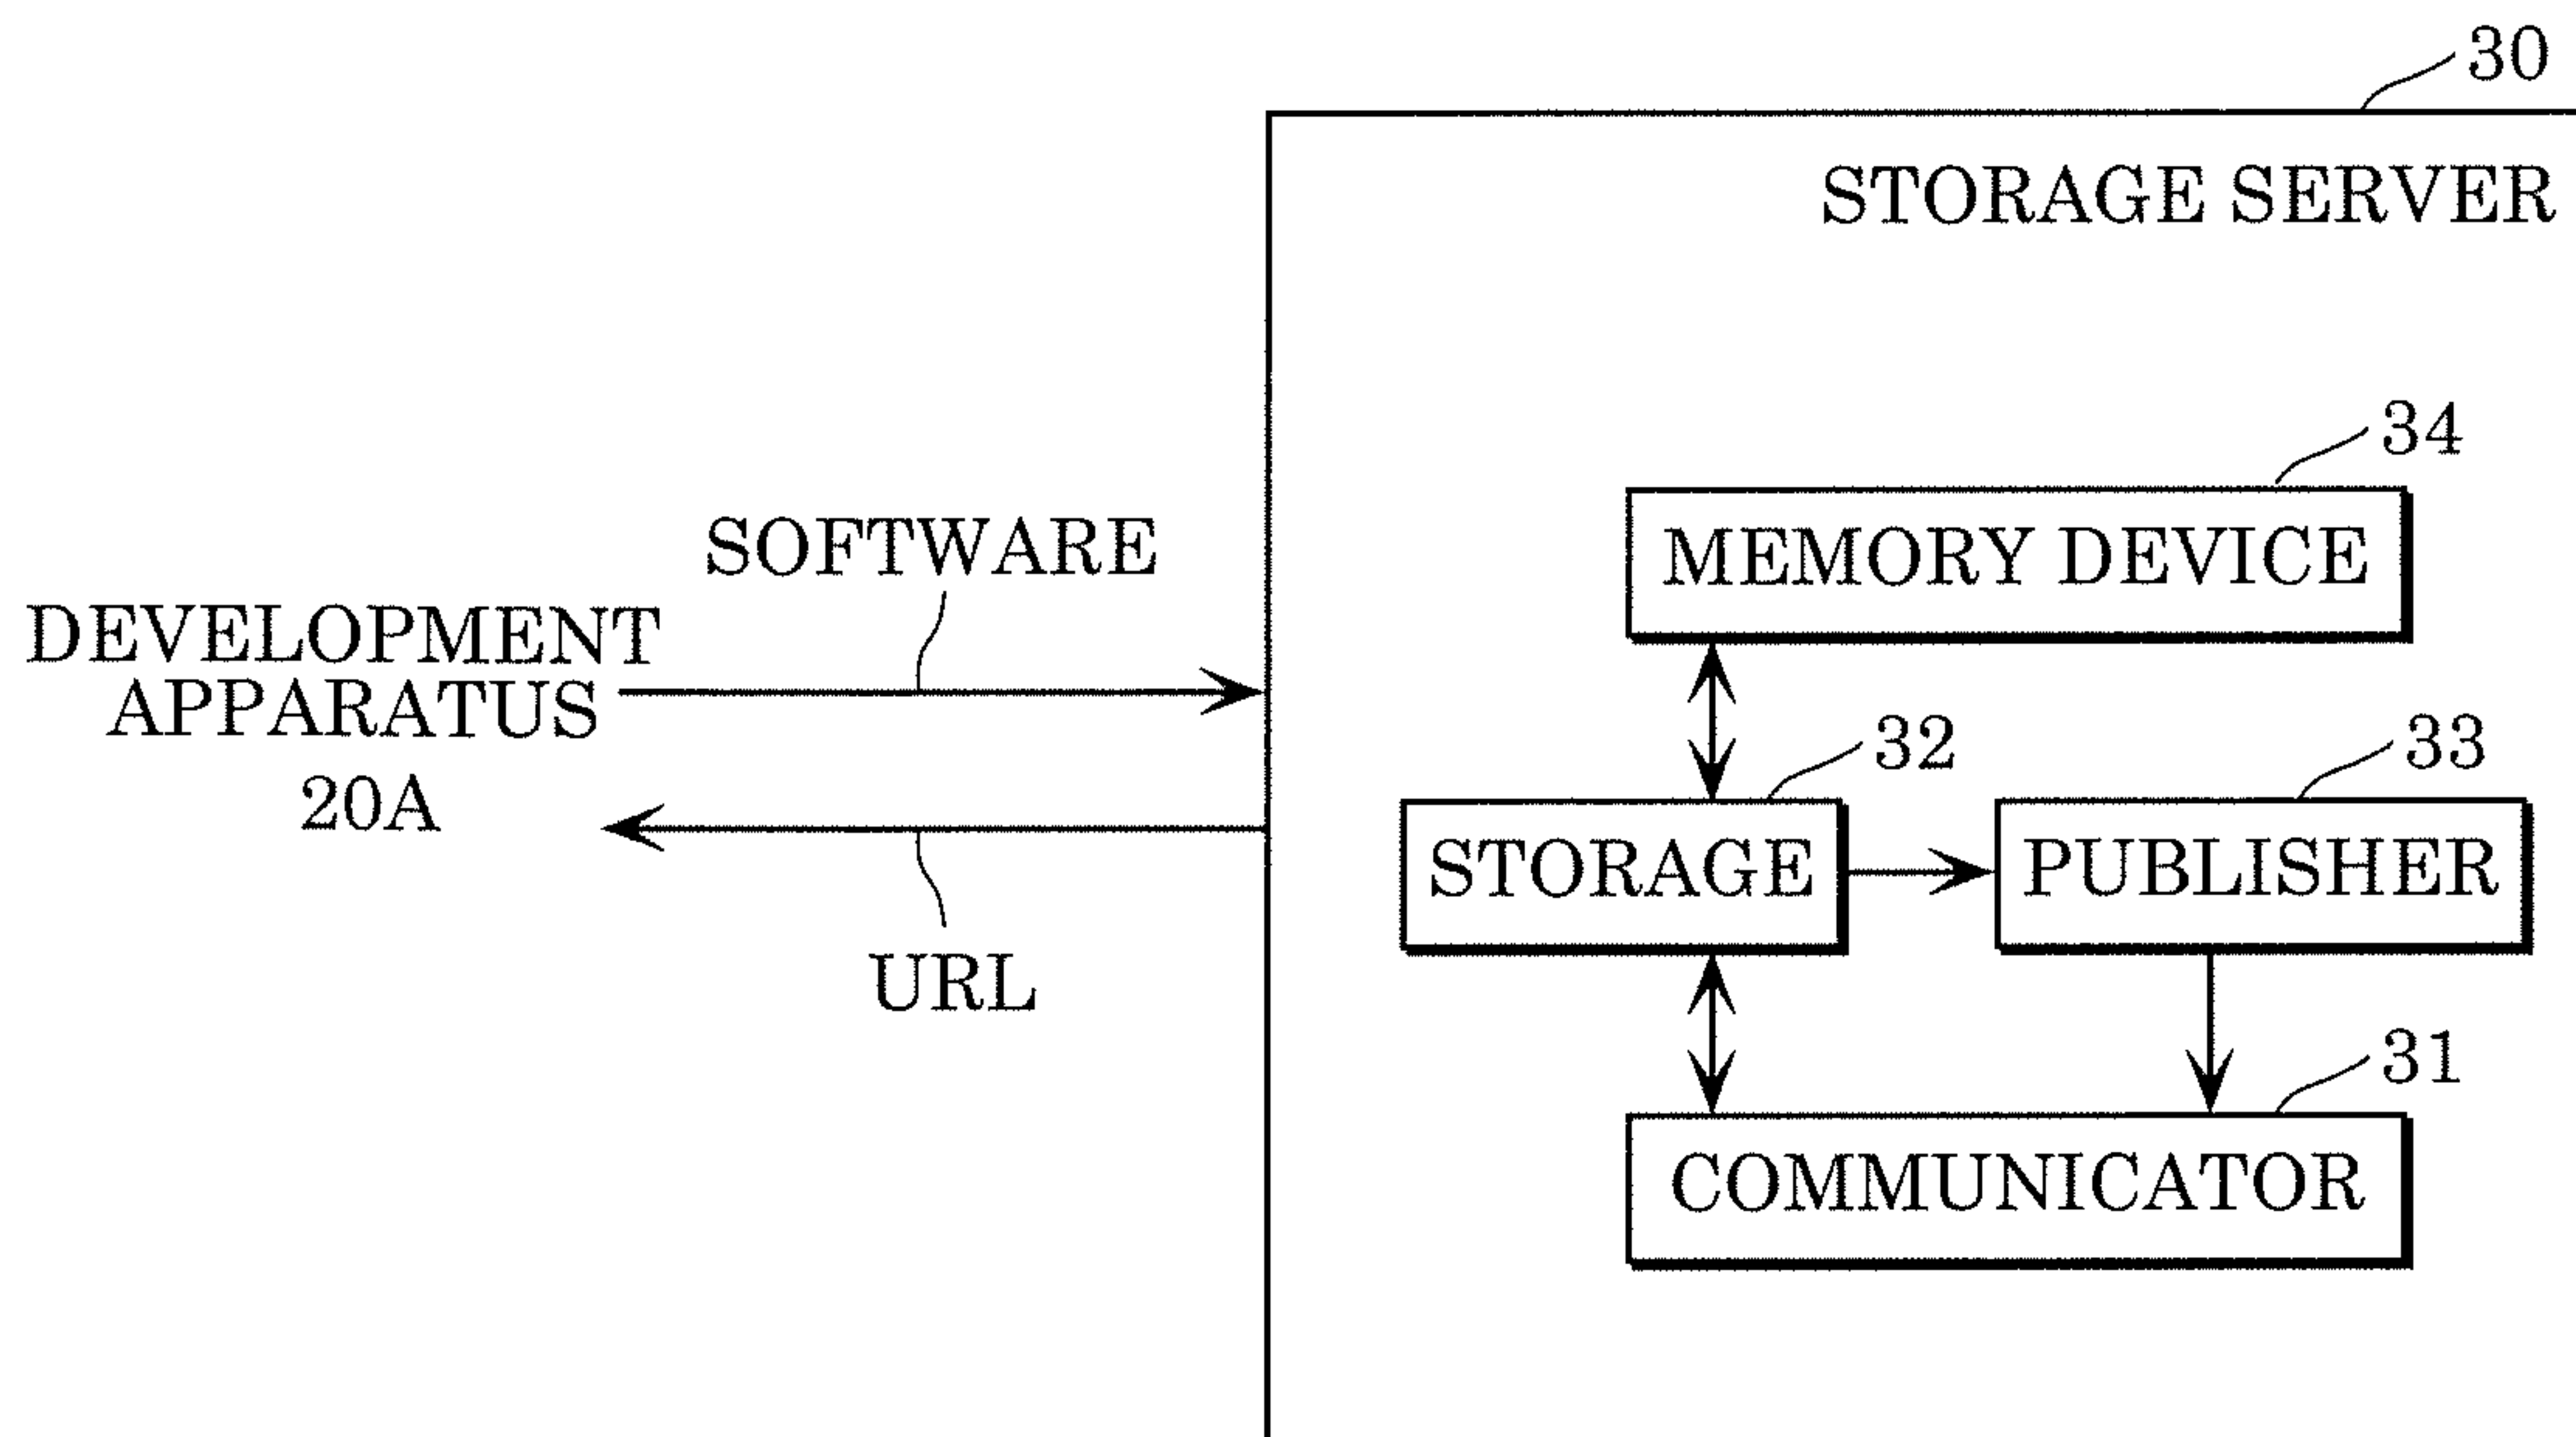 30
STORAGE SERVER
34
MEMORY DEVICE
SOFTWARE
DEVELOPMENT
APPARATUS
20A
URL
32
33
STORAGE
PUBLISHER
31
COMMUNICATOR